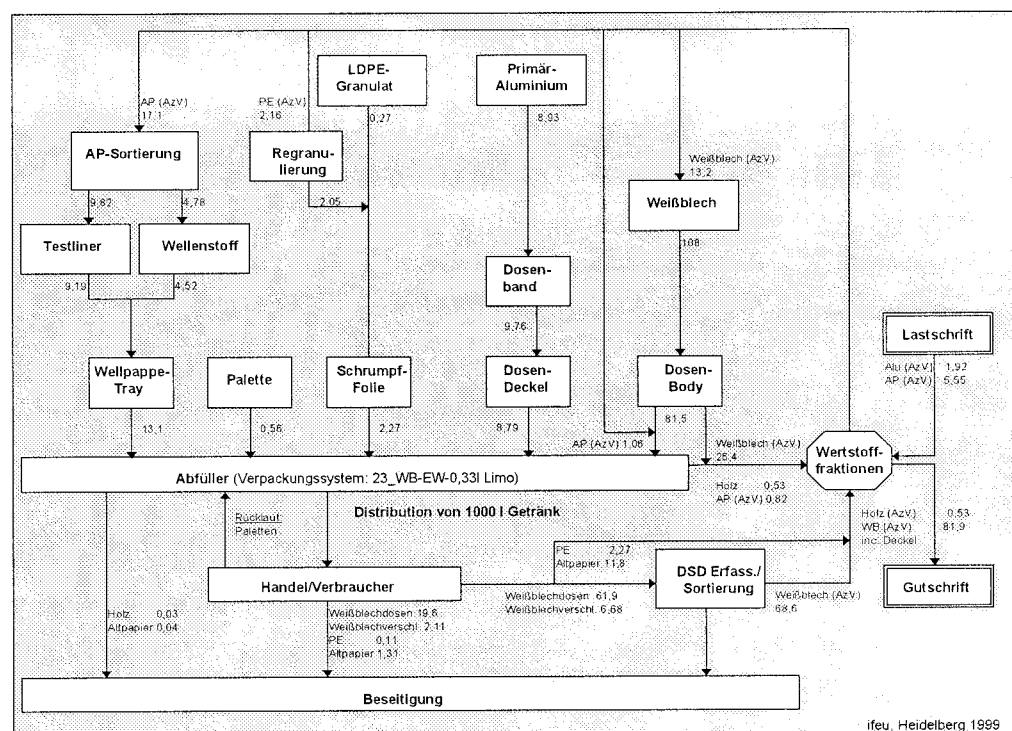 LDPE-
Granulat
Primär-
Aluminium
AP (AzV)
17,1
PE (AzV)
2,16
0,27
8,93
AP-Sortierung
Regranu-
lierung
Weißblech (AzV)
13,2
Weißblech
9,62
4,78
2,05
108
Testliner
Wellenstoff
Dosen-
band
9,19
4,52
9,76
Lastschrift
Wellpappe-
Tray
Palette
Schrumpf-
Folie
Dosen-
Deckel
Dosen-
Body
Alu (AzV) 1,92
AP (AzV) 5,55
13,1
0,56
2,27
8,79
AP (AzV) 1,06
81,5
Weißblech (AzV)
26,4
Wertstoff-
fraktionen
Abfüller (Verpackungssystem: 23_WB-EW-0,33l Limo)
Holz 0,53
AP (AzV) 0,82
Distribution von 1000 l Getränk
Rücklauf:
Paletten
Holz (AzV) 0,53
WB (AzV) 81,9
inc. Deckel
PE 2,27
Altpapier 11,8
Handel/Verbraucher
DSD Erfass./
Sortierung
Gutschrift
Weißblechdosen 61,9
Weißblechverschl. 6,68
Weißblech (AzV)
68,6
Holz 0,03
Altpapier 0,04
Weißblechdosen 19,6
Weißblechverschl. 2,11
PE 0,11
Altpapier 1,31
Beseitigung
ifeu, Heidelberg 1999